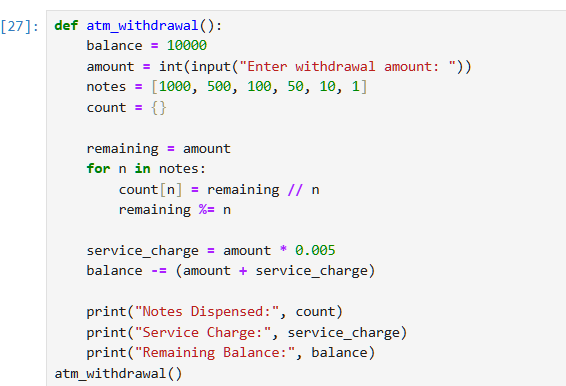 [27]: def atm_withdrawal():
    balance = 10000
    amount = int(input("Enter withdrawal amount: "))
    notes = [1000, 500, 100, 50, 10, 1]
    count = {}

    remaining = amount
    for n in notes:
        count[n] = remaining // n
        remaining %= n

    service_charge = amount * 0.005
    balance -= (amount + service_charge)

    print("Notes Dispensed:", count)
    print("Service Charge:", service_charge)
    print("Remaining Balance:", balance)
atm_withdrawal()